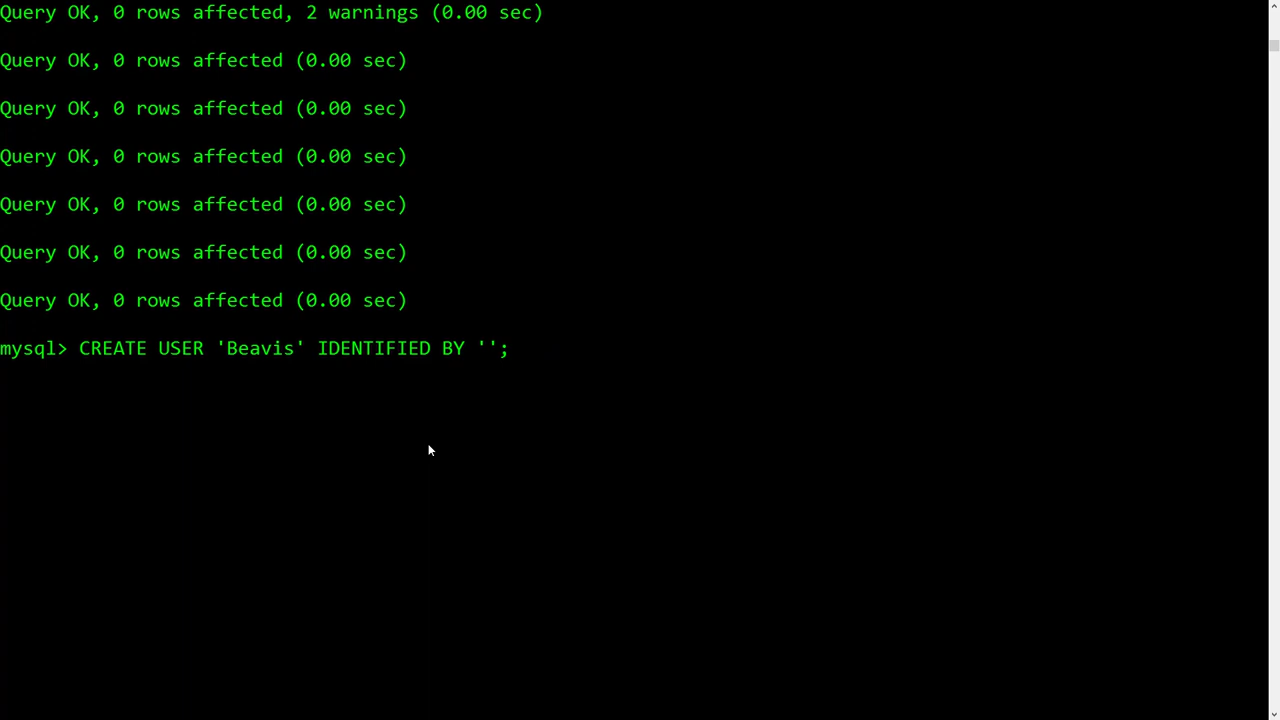 Query OK, 0 rows affected, 2 warnings (0.00 sec)
Query OK, 0 rows affected (0.00 sec)
Query OK, 0 rows affected (0.00 sec)
Query OK, 0 rows affected (0.00 sec)
Query OK, 0 rows affected (0.00 sec)
Query OK, 0 rows affected (0.00 sec)
Query OK, 0 rows affected (0.00 sec)
mysql> CREATE USER 'Beavis' IDENTIFIED BY '';